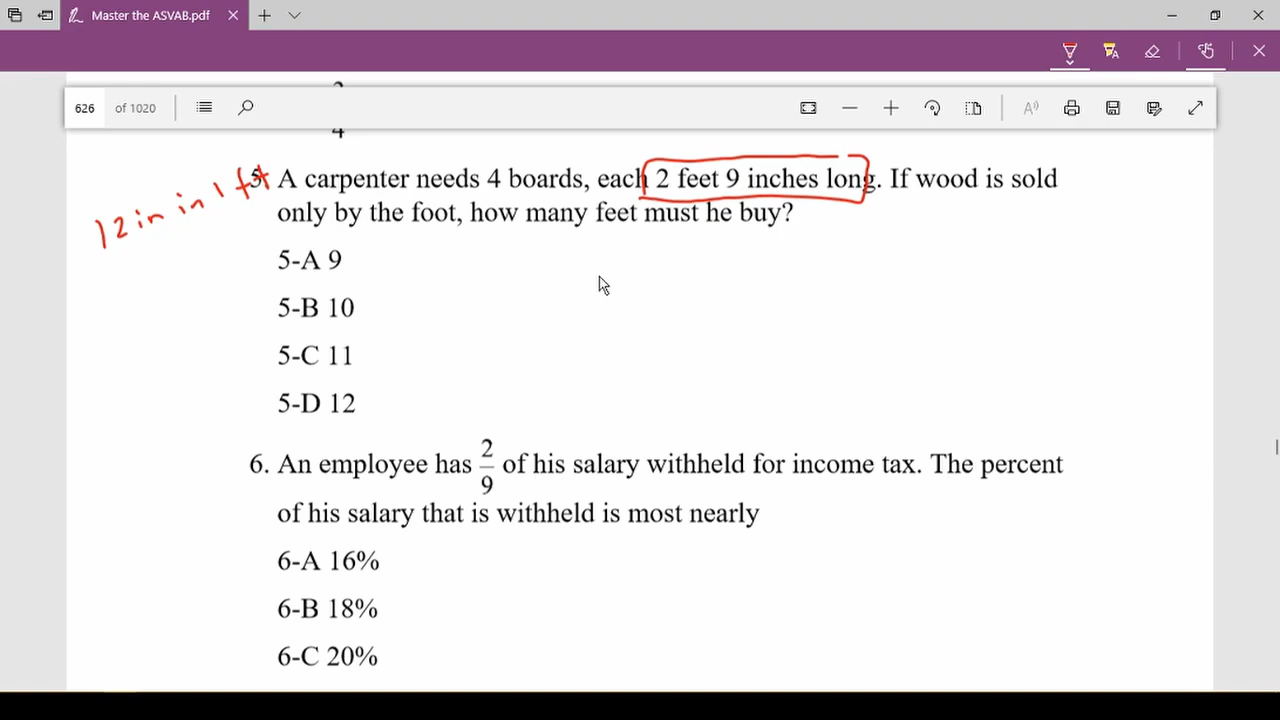 Master the ASVAB.pdf
626 of 1020
4
5. A carpenter needs 4 boards, each 2 feet 9 inches long. If wood is sold
12 in in 1 foot
only by the foot, how many feet must he buy?
5-A 9
5-B 10
5-C 11
5-D 12
6. An employee has 2/9 of his salary withheld for income tax. The percent
of his salary that is withheld is most nearly
6-A 16%
6-B 18%
6-C 20%